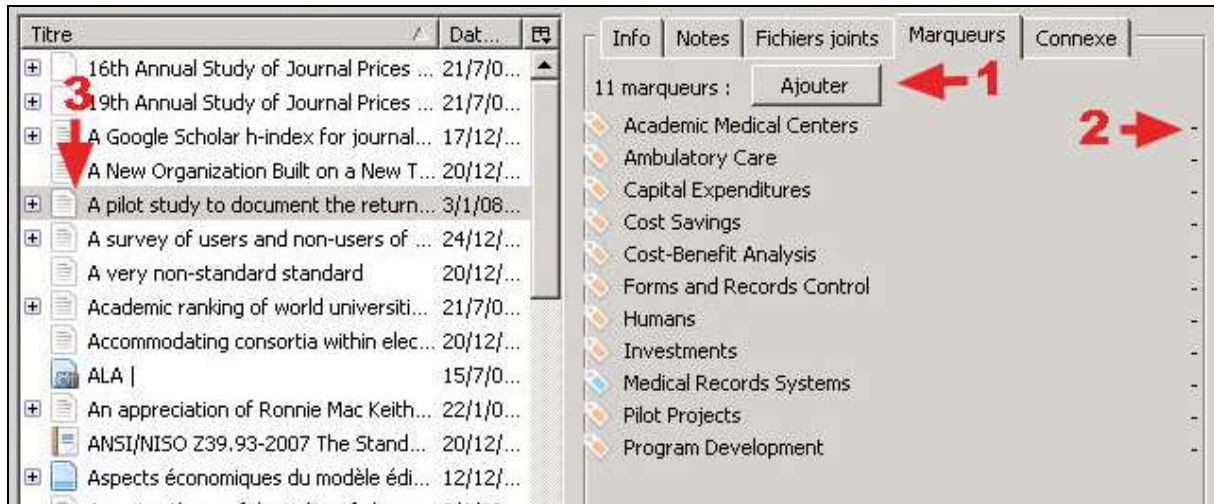 Titre Dat...
16th Annual Study of Journal Prices ... 21/7/0...
19th Annual Study of Journal Prices ... 21/7/0...
3
A Google Scholar h-index for journal... 17/12/...
A New Organization Built on a New T... 20/12/...
A pilot study to document the return... 3/1/08...
A survey of users and non-users of ... 24/12/...
A very non-standard standard 20/12/...
Academic ranking of world universiti... 21/7/0...
Accommodating consortia within elec... 20/12/...
ALA | 15/7/0...
An appreciation of Ronnie Mac Keith... 22/1/0...
ANSI/NISO Z39.93-2007 The Stand... 20/12/...
Aspects économiques du modèle édi... 12/12/...
Info Notes Fichiers joints Marqueurs Connexe
11 marqueurs : Ajouter 1
Academic Medical Centers 2 -
Ambulatory Care -
Capital Expenditures -
Cost Savings -
Cost-Benefit Analysis -
Forms and Records Control -
Humans -
Investments -
Medical Records Systems -
Pilot Projects -
Program Development -